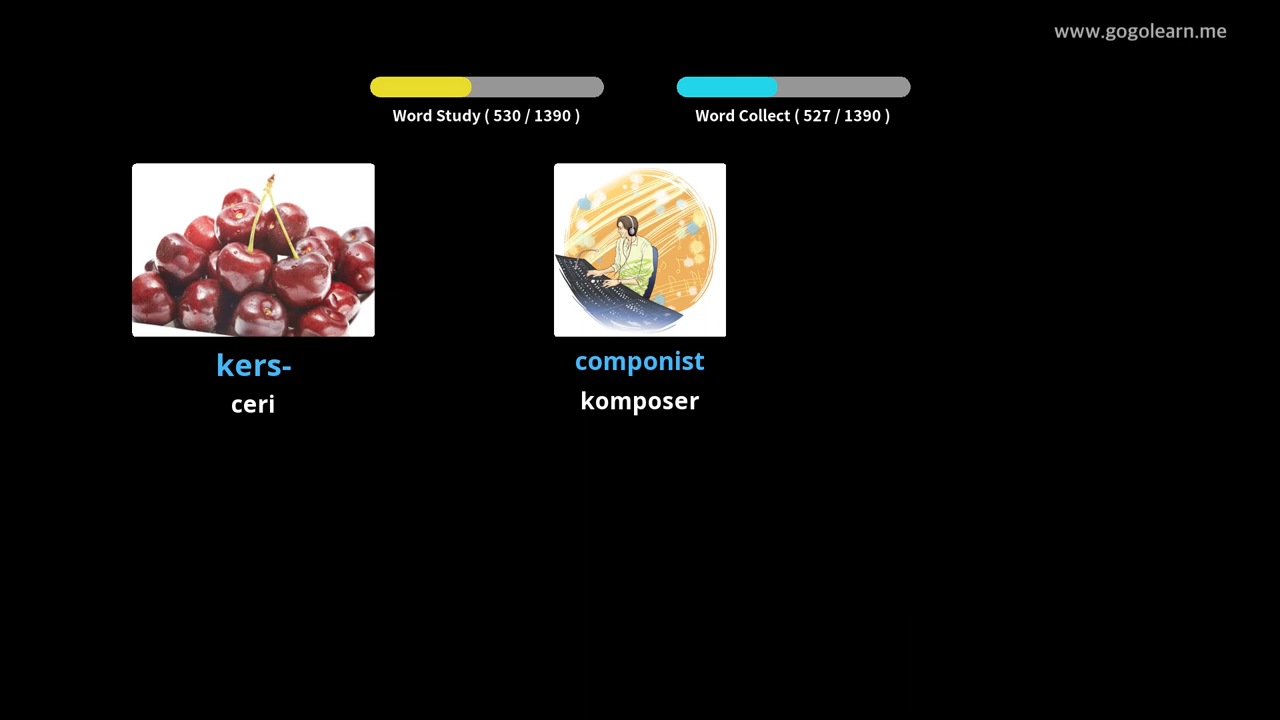 www.gogolearn.me
Word Study ( 530 / 1390 )
Word Collect ( 527 / 1390 )
kers-
ceri
componist
komposer